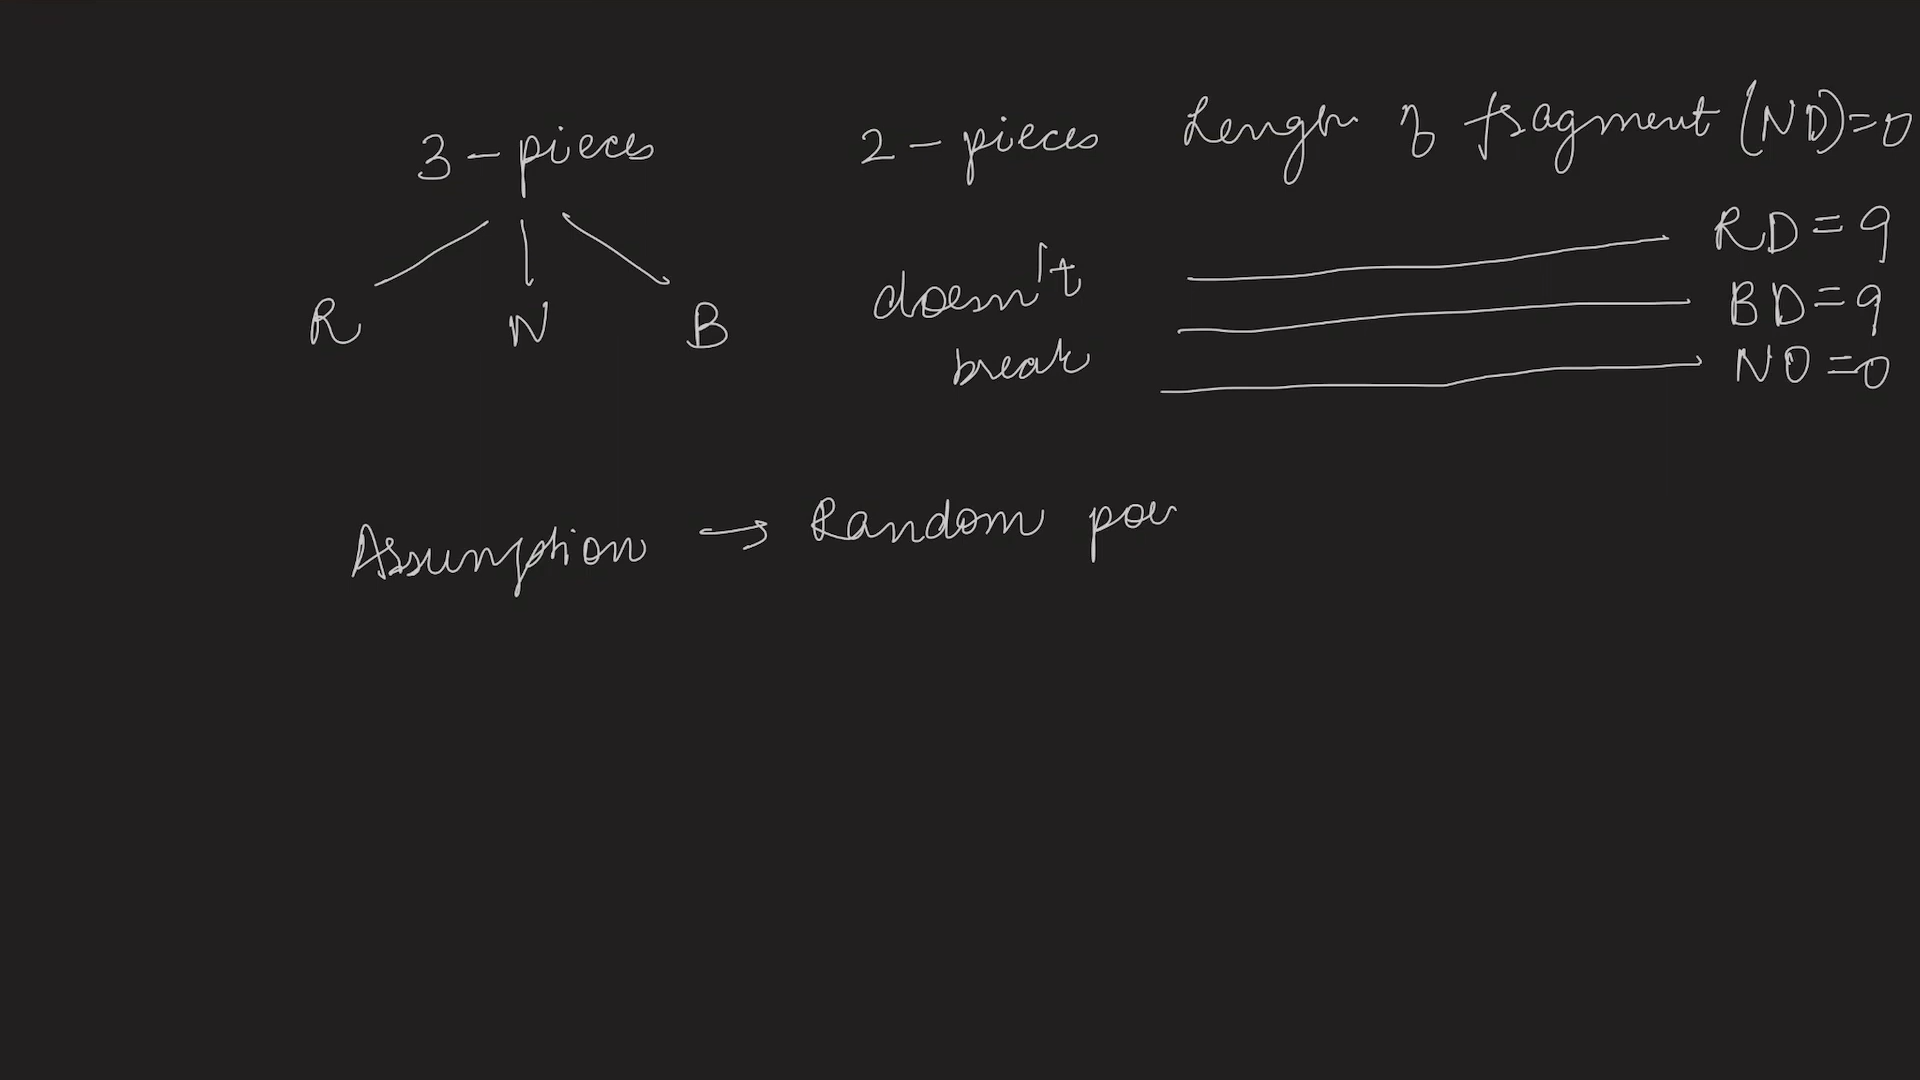 3-pieces 2-pieces Length of fragment (ND)=0
R N B
doesn't
break
RD=9
BD=9
ND=0
Assumption → Random poi